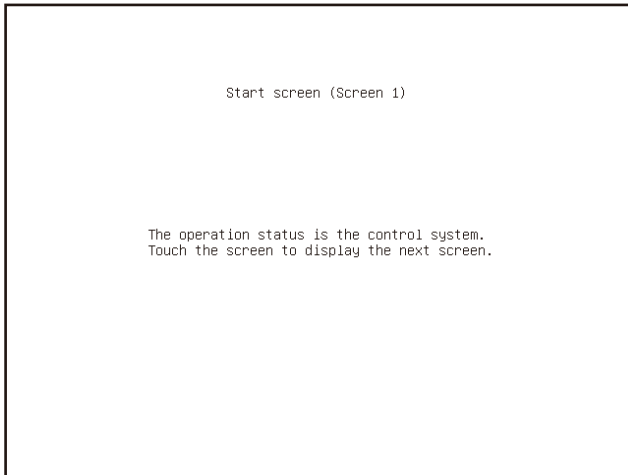 Start screen (Screen 1)
The operation status is the control system.
Touch the screen to display the next screen.